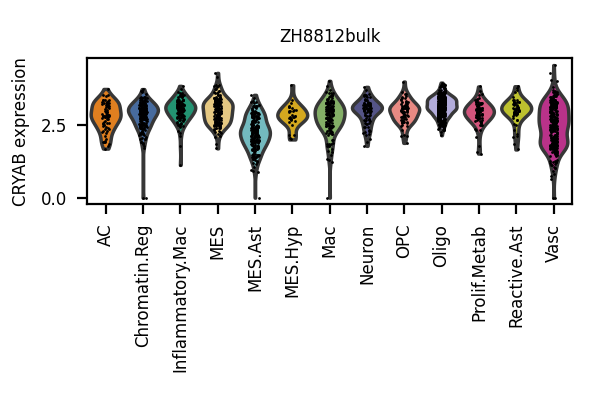 ZH8812bulk
CRYAB expression
2.5
0.0
AC
Chromatin.Reg
Inflammatory.Mac
MES
MES.Ast
MES.Hyp
Mac
Neuron
OPC
Oligo
Prolif.Metab
Reactive.Ast
Vasc